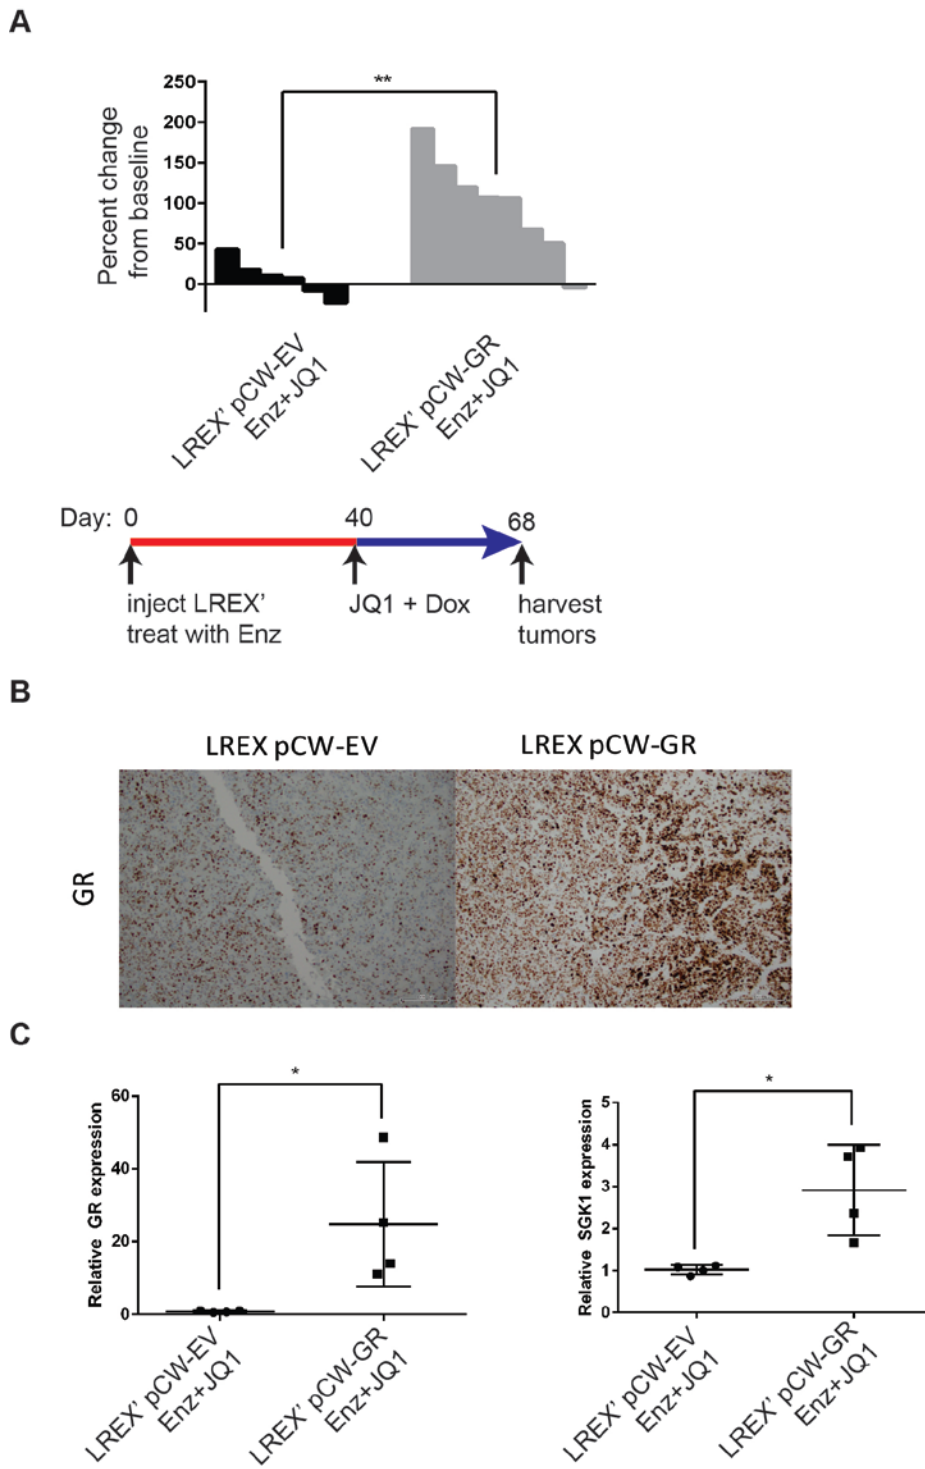 A
**
250
200
150
100
50
0
Percent change
from baseline
LREX' pCW-EV
Enz+JQ1
LREX' pCW-GR
Enz+JQ1
Day: 0
40
68
inject LREX'
treat with Enz
JQ1 + Dox
harvest
tumors
B
LREX pCW-EV
LREX pCW-GR
GR
C
*
60
40
20
0
Relative GR expression
LREX' pCW-EV
Enz+JQ1
LREX' pCW-GR
Enz+JQ1
*
5
4
3
2
1
0
Relative SGK1 expression
LREX' pCW-EV
Enz+JQ1
LREX' pCW-GR
Enz+JQ1